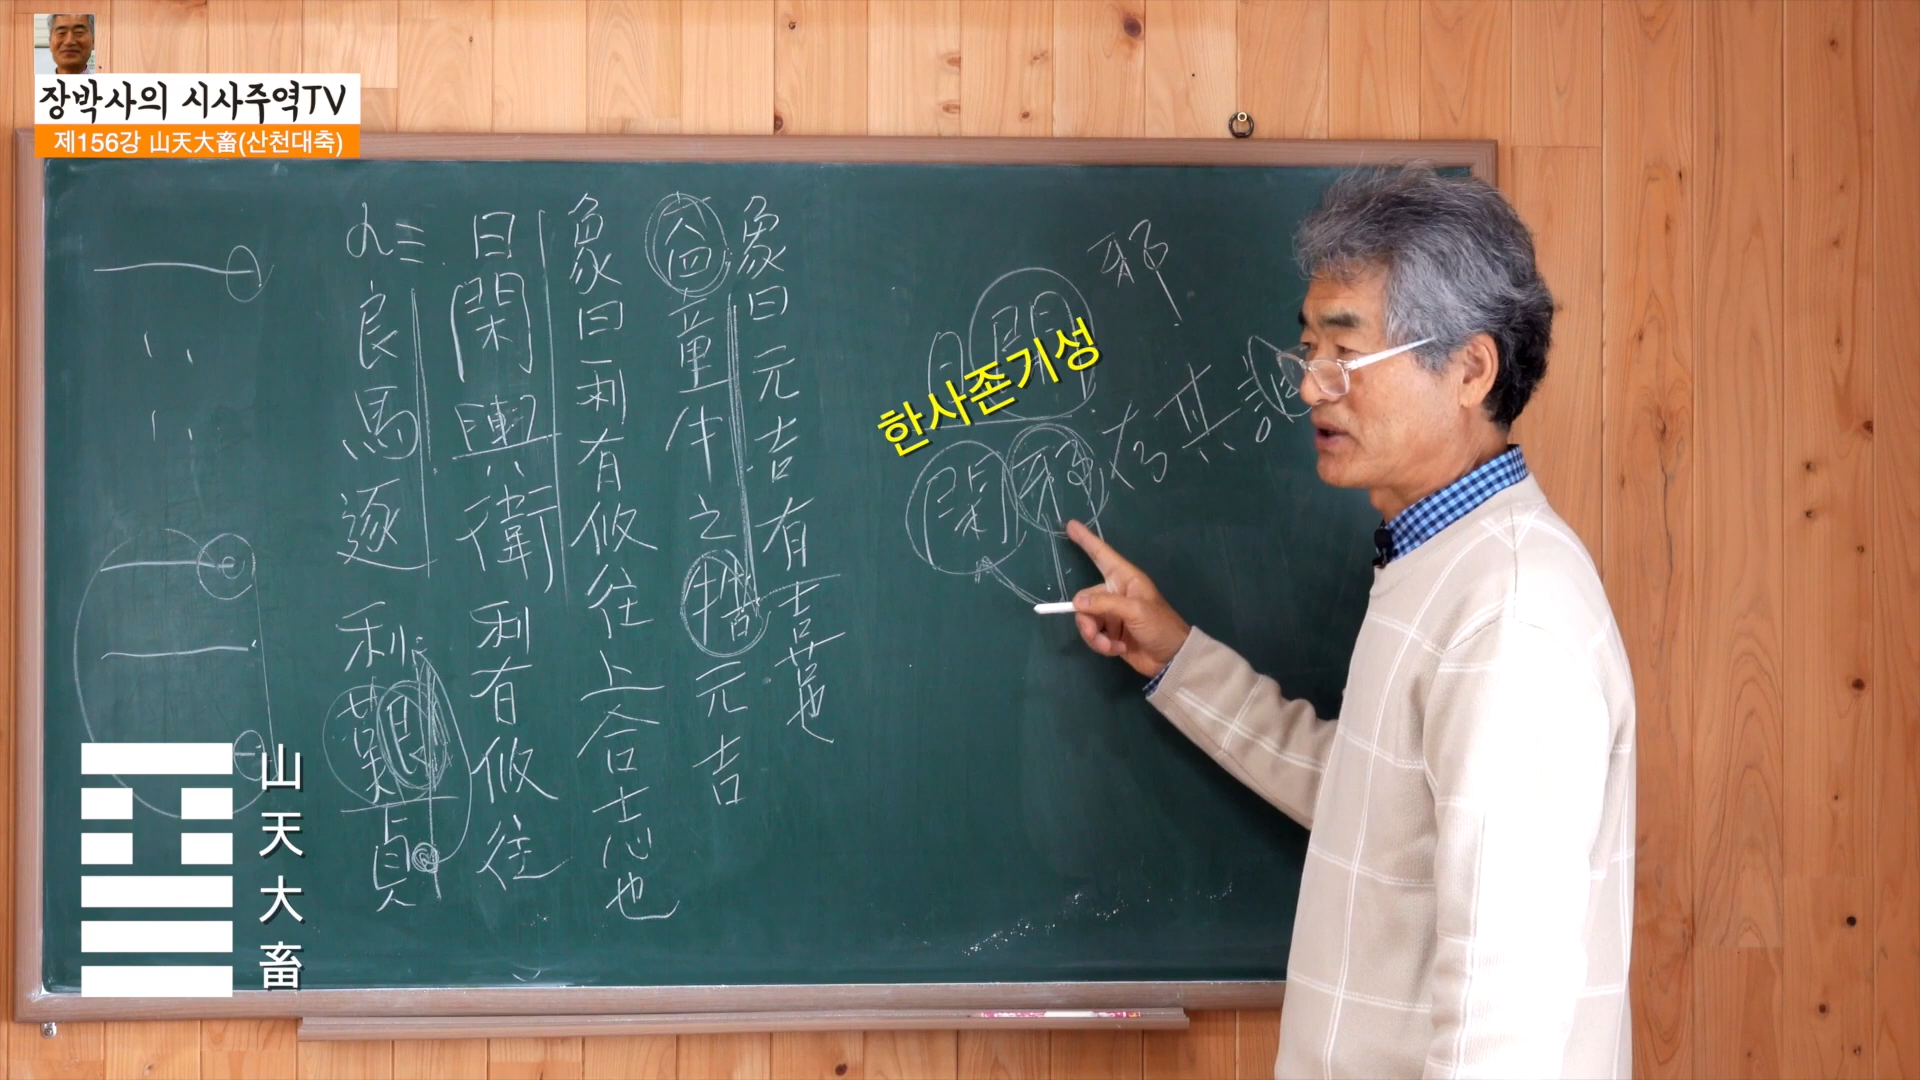 장박사의 시사주역TV
제156강 山天大畜(산천대축)
九三 良馬逐 利艱貞
曰閑輿衛 利有攸往
象曰利有攸往上合志也
六四童牛之牿元吉
象曰元吉有喜也
邪
한사존기성
閑邪存其
山天大畜